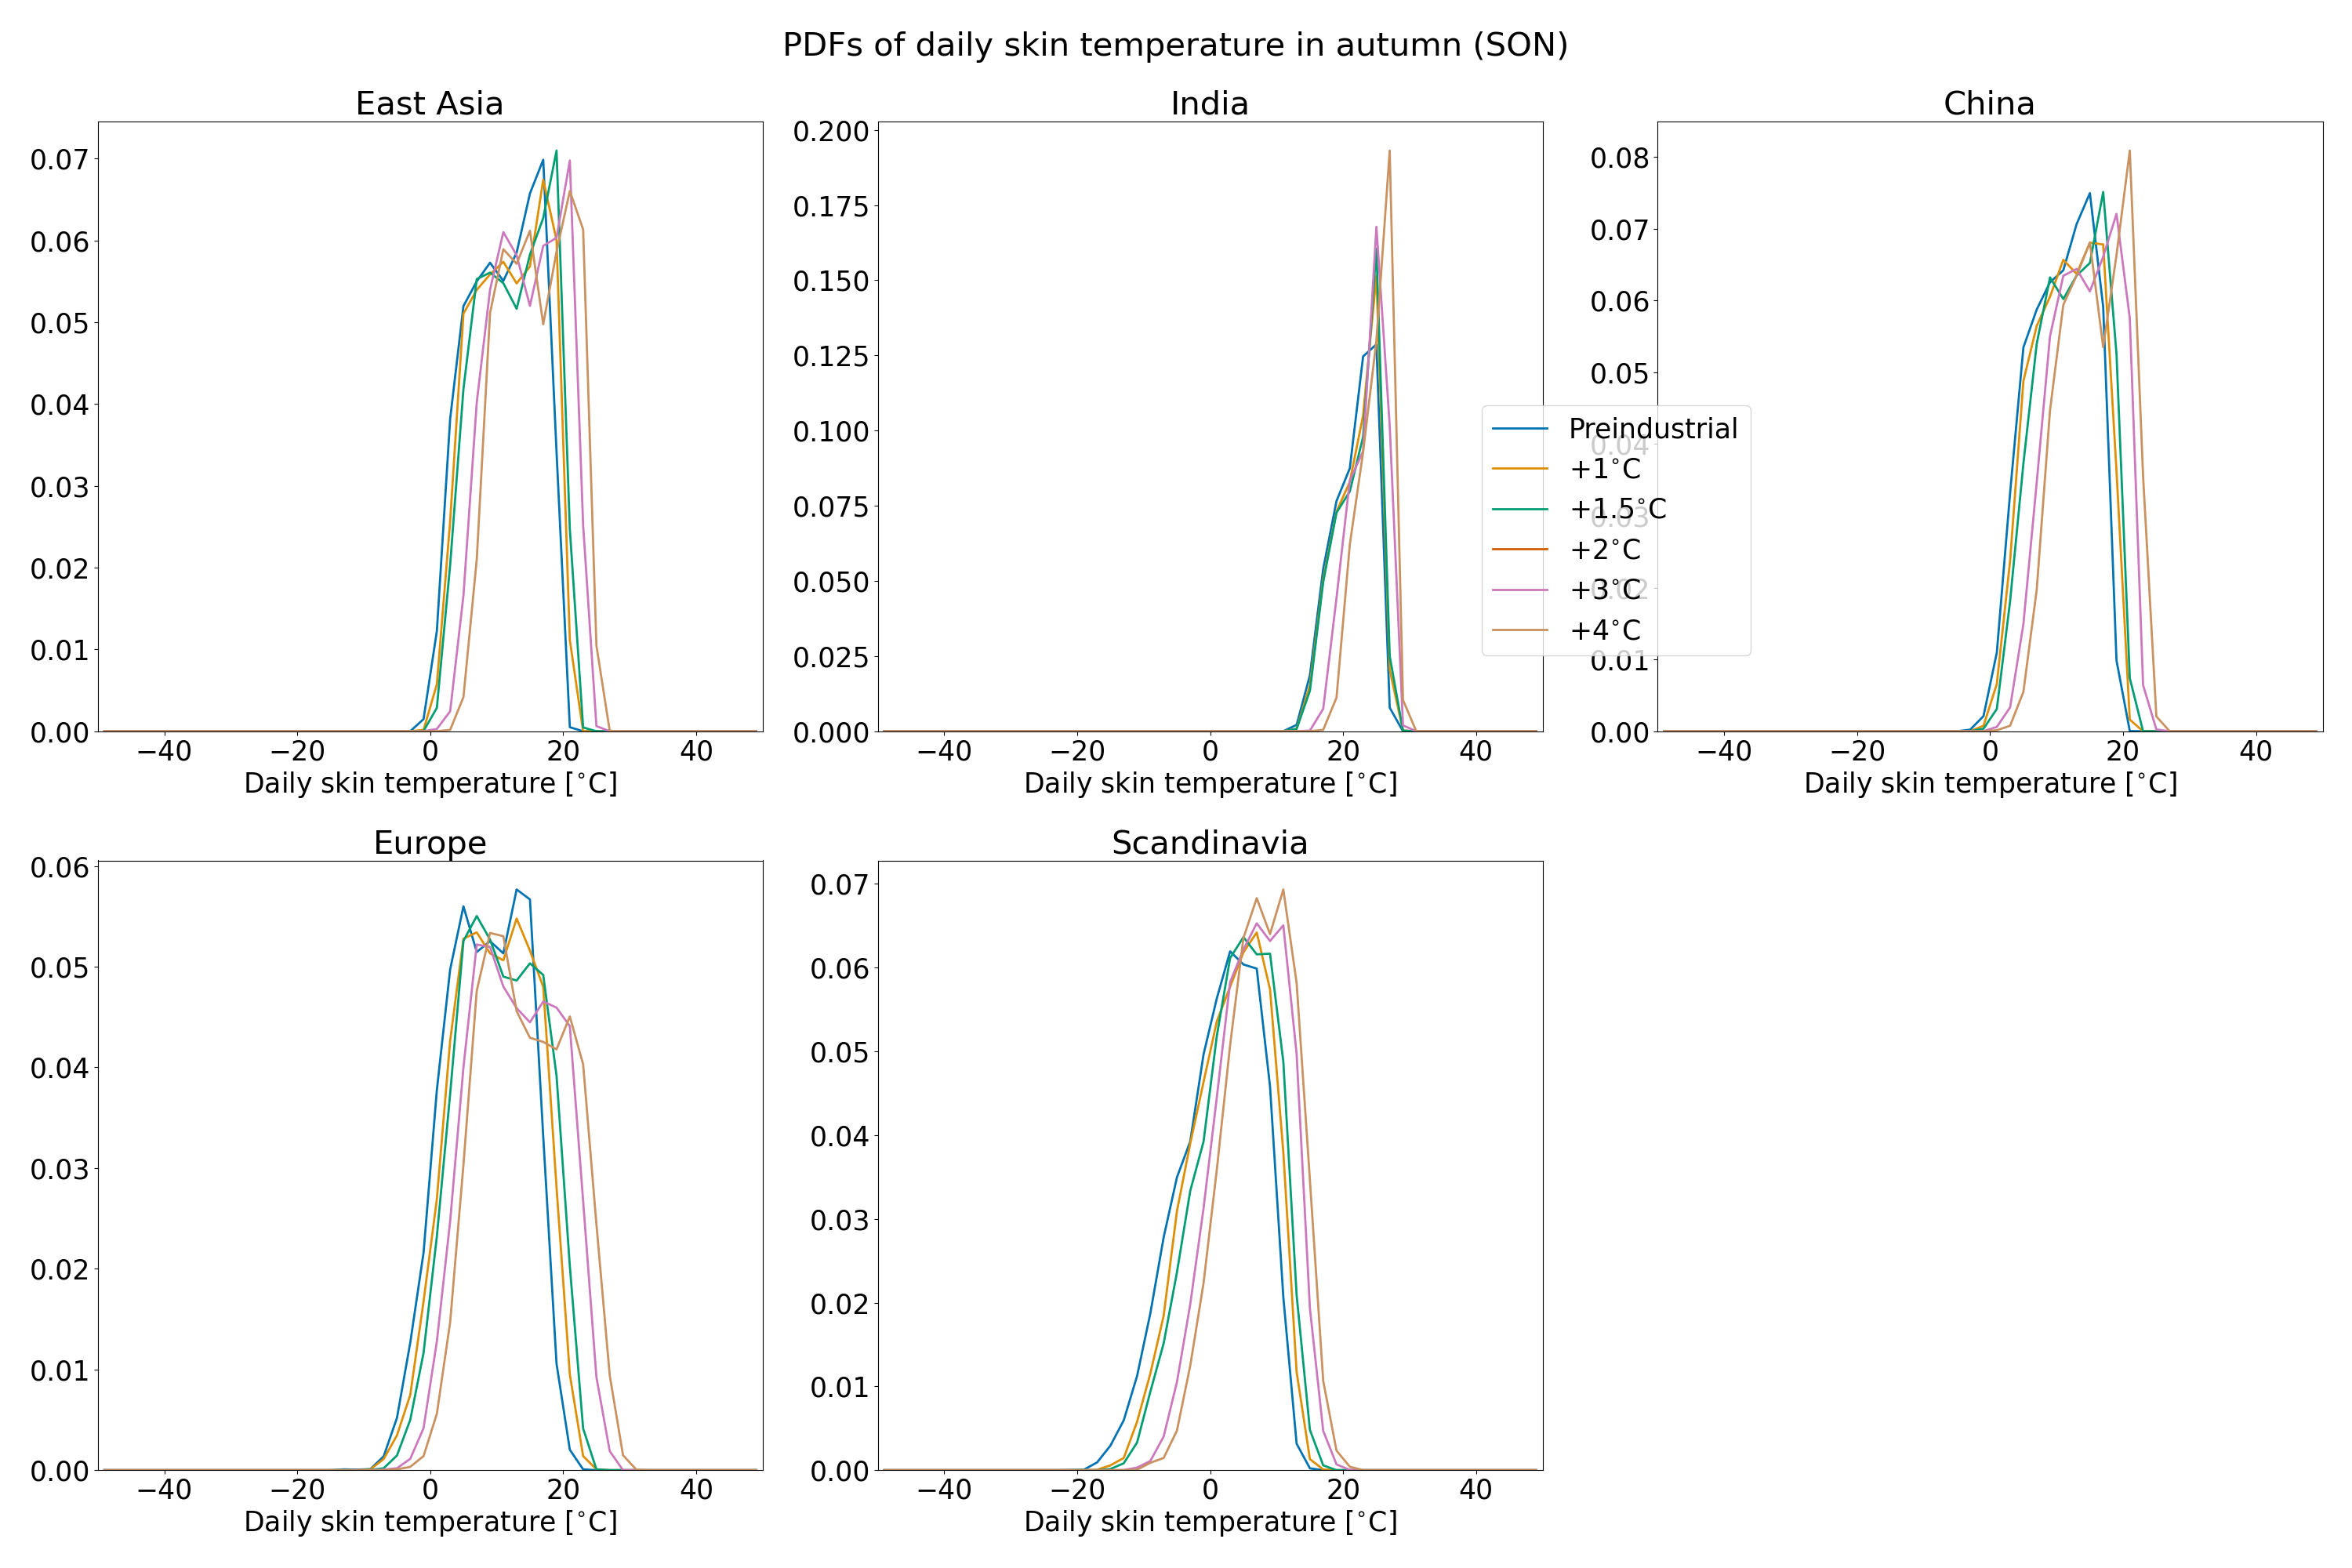 PDFs of daily skin temperature in autumn (SON)
East Asia
0.07
0.06
0.05
0.04
0.03
0.02
0.01
0.00
−40 −20 0 20 40
Daily skin temperature [°C]
India
0.200
0.175
0.150
0.125
0.100
0.075
0.050
0.025
0.000
−40 −20 0 20 40
Daily skin temperature [°C]
China
0.08
0.07
0.06
0.05
0.04
0.03
0.02
0.01
0.00
−40 −20 0 20 40
Daily skin temperature [°C]
Preindustrial
+1°C
+1.5°C
+2°C
+3°C
+4°C
Europe
0.06
0.05
0.04
0.03
0.02
0.01
0.00
−40 −20 0 20 40
Daily skin temperature [°C]
Scandinavia
0.07
0.06
0.05
0.04
0.03
0.02
0.01
0.00
−40 −20 0 20 40
Daily skin temperature [°C]